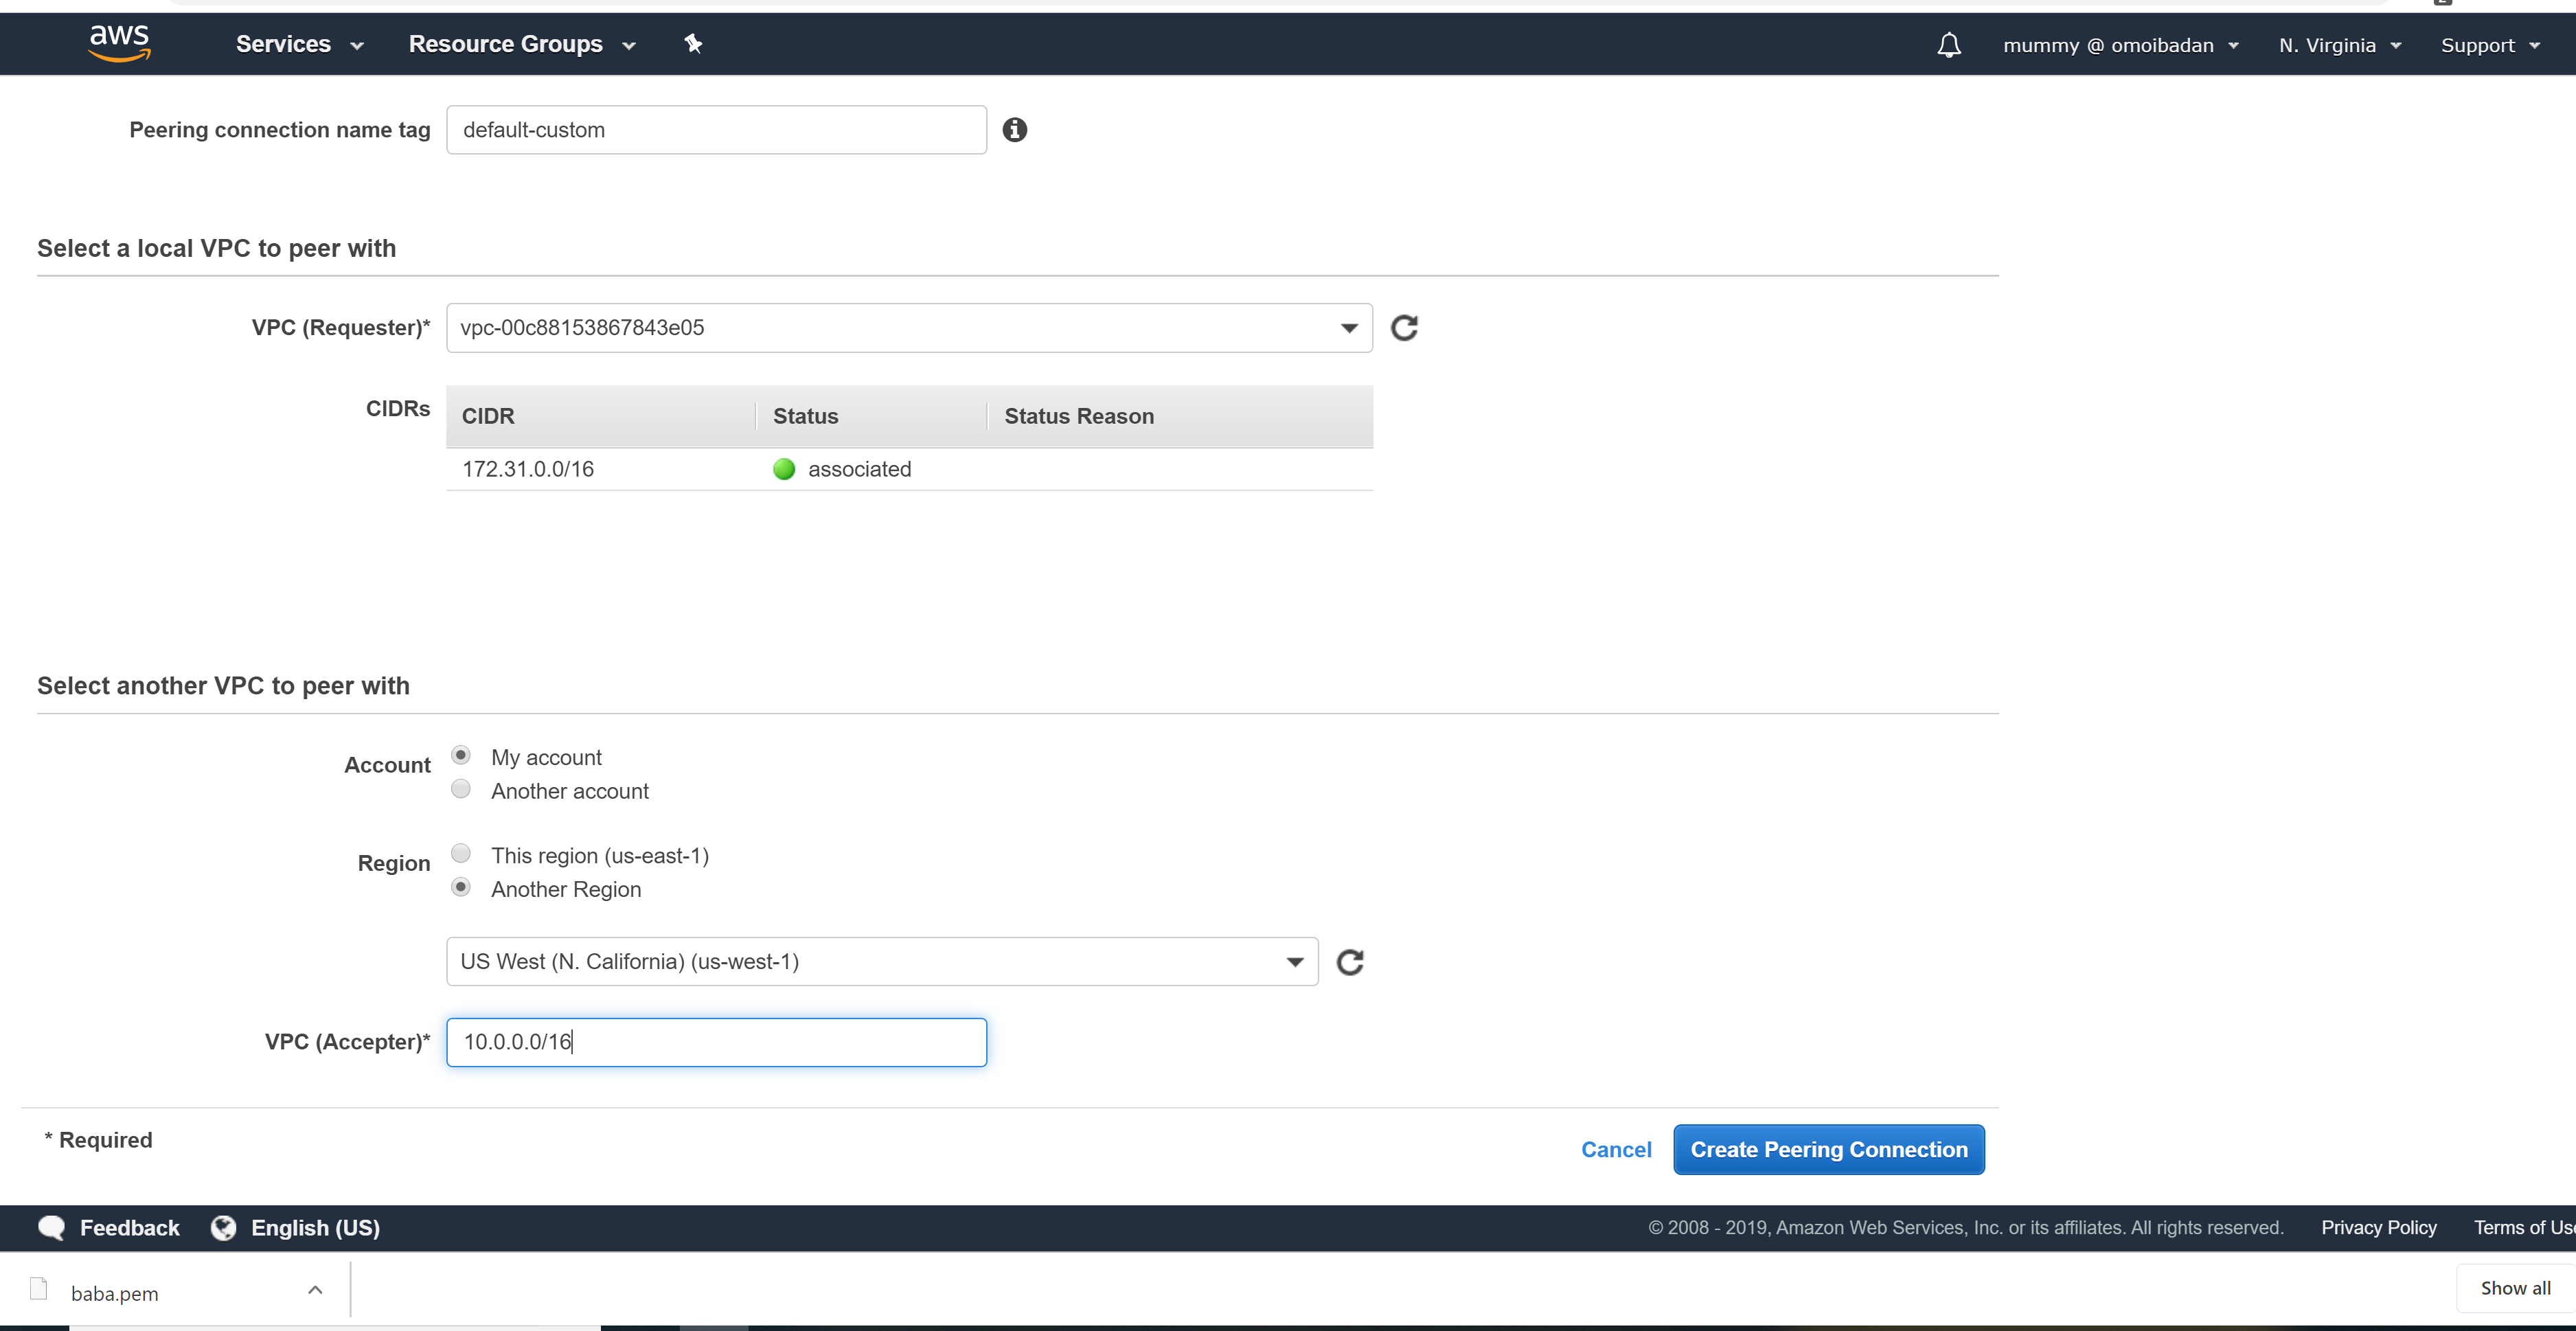 aws Services Resource Groups mummy @ omoibadan N. Virginia Support
Peering connection name tag default-custom
Select a local VPC to peer with
VPC (Requester)* vpc-00c88153867843e05
CIDRs CIDR Status Status Reason
172.31.0.0/16 associated
Select another VPC to peer with
Account My account
Another account
Region This region (us-east-1)
Another Region
US West (N. California) (us-west-1)
VPC (Accepter)* 10.0.0.0/16
* Required
Cancel Create Peering Connection
Feedback English (US) © 2008 - 2019, Amazon Web Services, Inc. or its affiliates. All rights reserved. Privacy Policy Terms of Use
baba.pem Show all